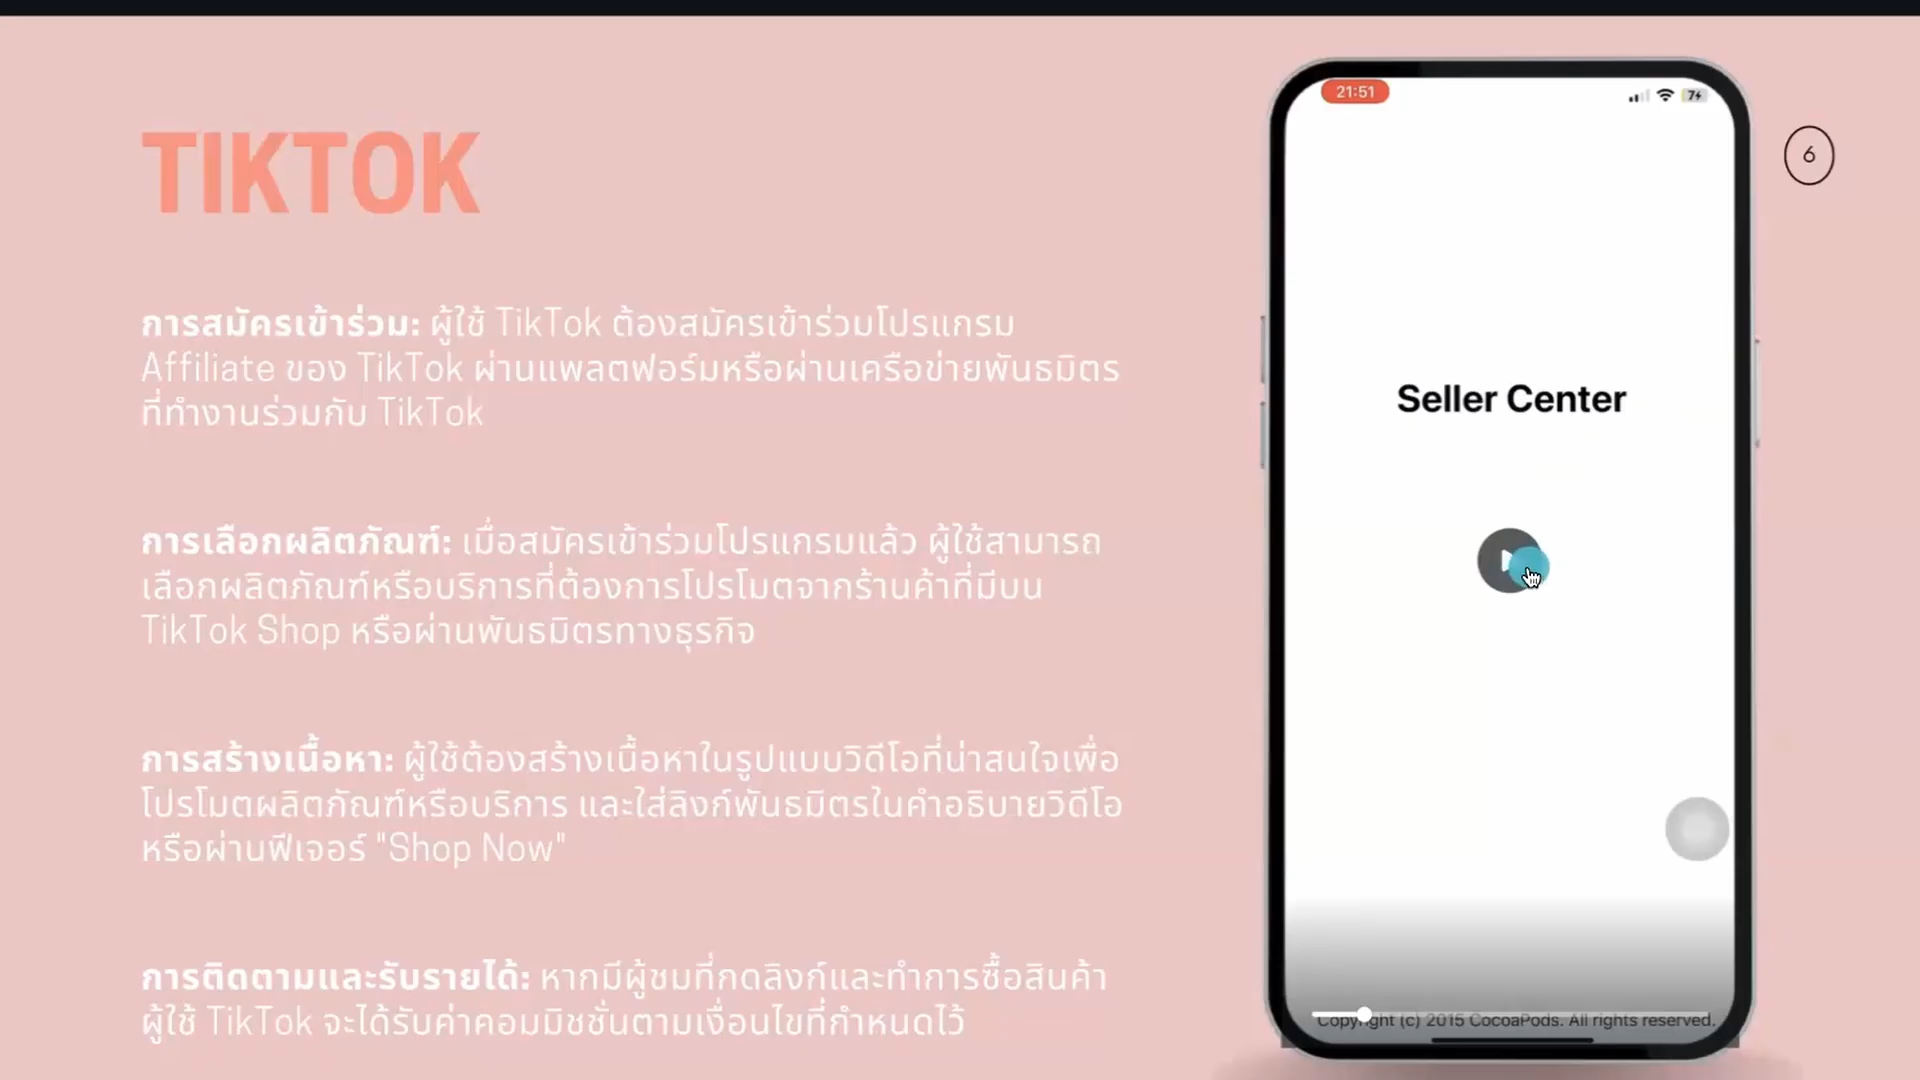 TIKTOK
การสมัครเข้าร่วม: ผู้ใช้ TikTok ต้องสมัครเข้าร่วมโปรแกรม
Affiliate ของ TikTok ผ่านแพลตฟอร์มหรือผ่านเครือข่ายพันธมิตร
ที่ทำงานร่วมกับ TikTok
การเลือกผลิตภัณฑ์: เมื่อสมัครเข้าร่วมโปรแกรมแล้ว ผู้ใช้สามารถ
เลือกผลิตภัณฑ์หรือบริการที่ต้องการโปรโมตจากร้านค้าที่มีบน
TikTok Shop หรือผ่านพันธมิตรทางธุรกิจ
การสร้างเนื้อหา: ผู้ใช้ต้องสร้างเนื้อหาในรูปแบบวิดีโอที่น่าสนใจเพื่อ
โปรโมตผลิตภัณฑ์หรือบริการ และใส่ลิงก์พันธมิตรในคำอธิบายวิดีโอ
หรือผ่านฟีเจอร์ "Shop Now"
การติดตามและรับรายได้: หากมีผู้ชมที่กดลิงก์และทำการซื้อสินค้า
ผู้ใช้ TikTok จะได้รับค่าคอมมิชชั่นตามเงื่อนไขที่กำหนดไว้
21:51
7
6
Seller Center
Copyright (c) 2015 CocoaPods. All rights reserved.